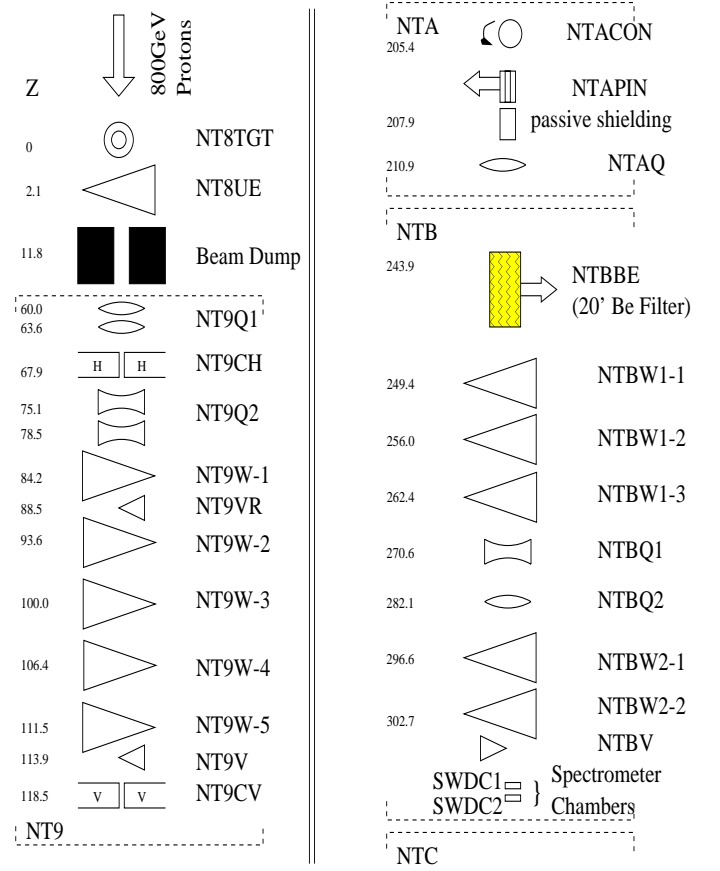 800GeV
Protons
Z
0 NT8TGT
2.1 NT8UE
11.8 Beam Dump
60.0
63.6 NT9Q1
67.9 H H NT9CH
75.1
78.5 NT9Q2
84.2 NT9W-1
88.5 NT9VR
93.6 NT9W-2
100.0 NT9W-3
106.4 NT9W-4
111.5 NT9W-5
113.9 NT9V
118.5 V V NT9CV
NT9
NTA
205.4 NTACON
NTAPIN
207.9 passive shielding
210.9 NTAQ
NTB
243.9 NTBBE
(20' Be Filter)
249.4 NTBW1-1
256.0 NTBW1-2
262.4 NTBW1-3
270.6 NTBQ1
282.1 NTBQ2
296.6 NTBW2-1
302.7 NTBW2-2
NTBV
SWDC1 } Spectrometer
SWDC2 Chambers
NTC